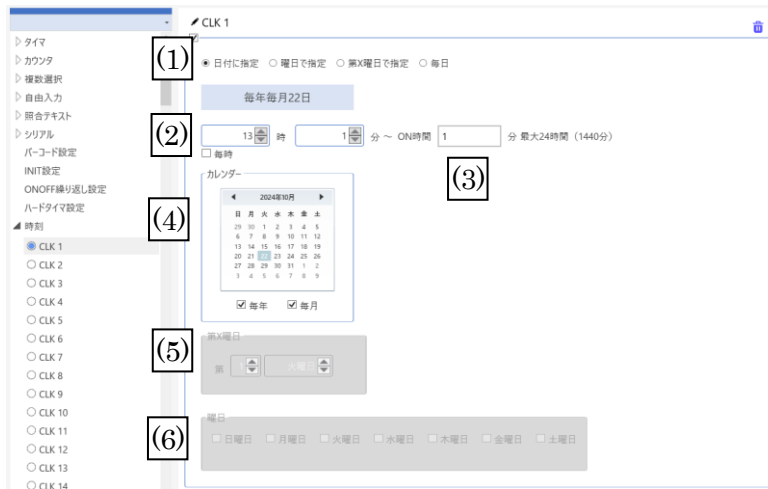 CLK 1
タイマ
カウンタ
複数選択
自由入力
照合テキスト
シリアル
バーコード設定
INIT設定
ONOFF繰り返し設定
ハードタイマ設定
時刻
CLK 1
CLK 2
CLK 3
CLK 4
CLK 5
CLK 6
CLK 7
CLK 8
CLK 9
CLK 10
CLK 11
CLK 12
CLK 13
CLK 14
(1)
日付に指定 曜日で指定 第X曜日で指定 毎日
毎年毎月22日
(2)
13 時 1 分 ～ ON時間 1 分 最大24時間（1440分）
毎時
(3)
カレンダー
(4)
2024年10月
日 月 火 水 木 金 土
29 30 1 2 3 4 5
6 7 8 9 10 11 12
13 14 15 16 17 18 19
20 21 22 23 24 25 26
27 28 29 30 31 1 2
3 4 5 6 7 8 9
毎年 毎月
(5)
第X曜日
第 1 水曜日
(6)
曜日
日曜日 月曜日 火曜日 水曜日 木曜日 金曜日 土曜日